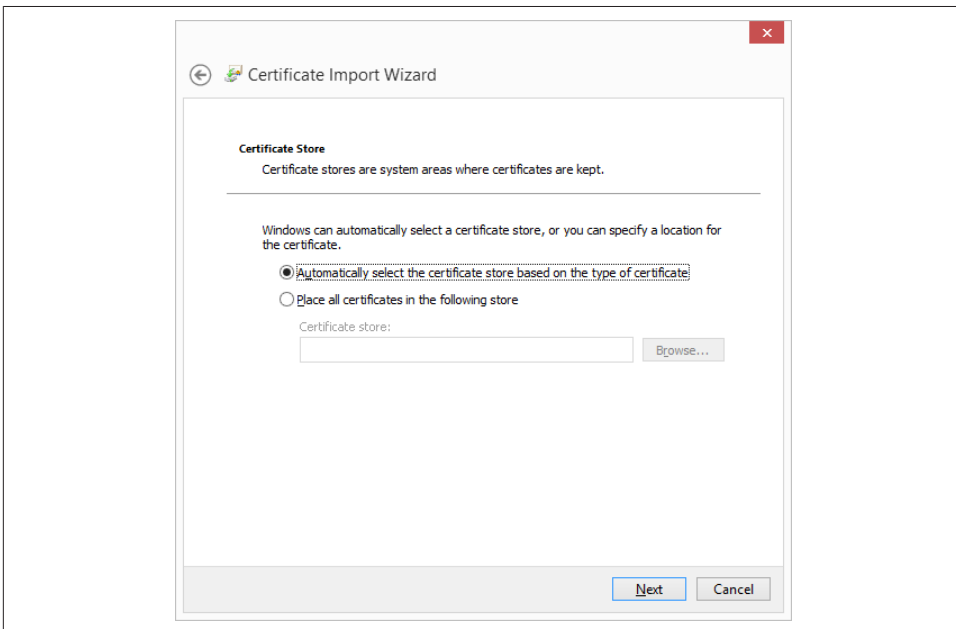 Certificate Import Wizard
Certificate Store
Certificate stores are system areas where certificates are kept.
Windows can automatically select a certificate store, or you can specify a location for
the certificate.
Automatically select the certificate store based on the type of certificate
Place all certificates in the following store
Certificate store:
Browse...
Next Cancel